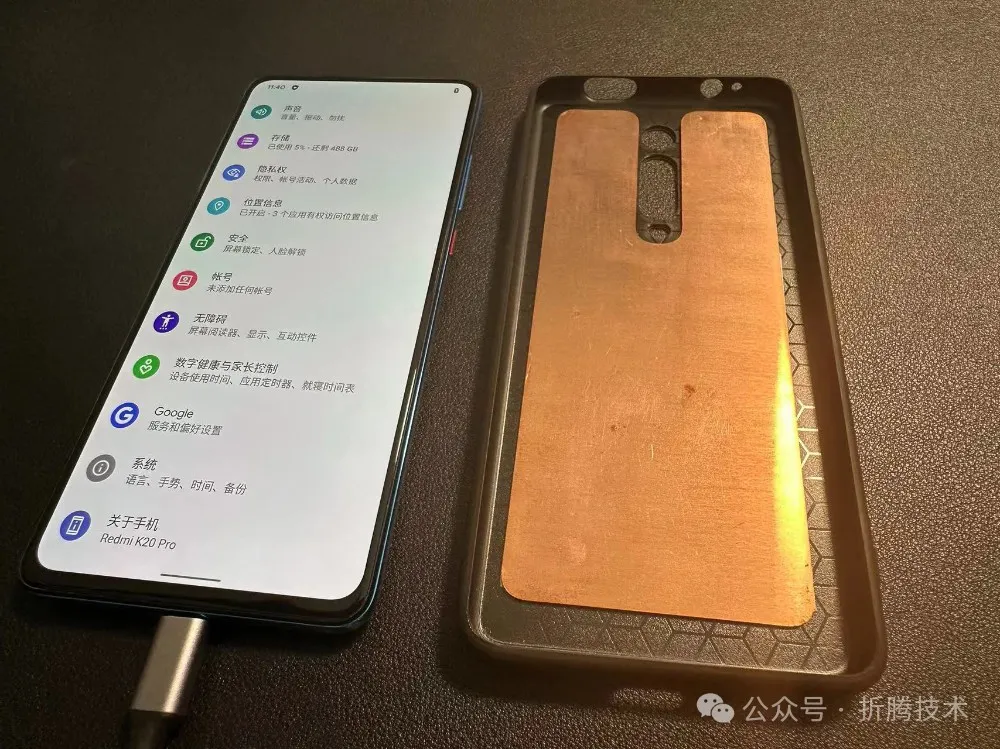 11:40
声音
音量、振动、勿扰
存储
已使用 5% - 还剩 488 GB
隐私权
权限、帐号活动、个人数据
位置信息
已开启 - 3 个应用有权访问位置信息
安全
屏幕锁定、人脸解锁
帐号
未添加任何帐号
无障碍
屏幕阅读器、显示、互动控件
数字健康与家长控制
设备使用时间、应用定时器、就寝时间表
Google
服务和偏好设置
系统
语言、手势、时间、备份
关于手机
Redmi K20 Pro
公众号 · 折腾技术